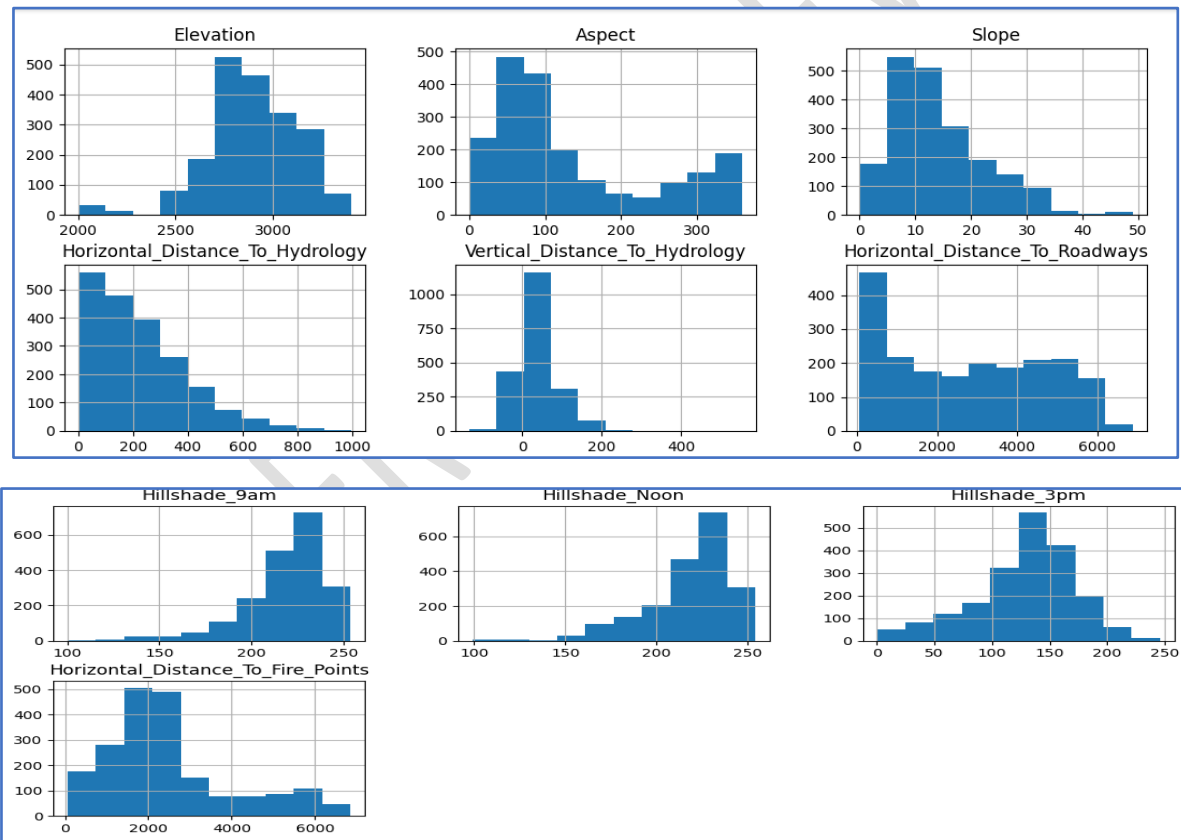 Elevation Aspect Slope
500 500 500
400 400 400
300 300 300
200 200 200
100 100 100
0 0 0
2000 2500 3000 0 100 200 300 0 10 20 30 40 50
Horizontal_Distance_To_Hydrology Vertical_Distance_To_Hydrology Horizontal_Distance_To_Roadways
500 1000 400
400 750 300
300 500 200
200 250 100
100 0 0
0
0 200 400 600 800 1000 0 200 400 0 2000 4000 6000
Hillshade_9am Hillshade_Noon Hillshade_3pm
600 600 500
400 400 400
200 200 300
0 0 200
100
0
100 150 200 250 100 150 200 250 0 50 100 150 200 250
Horizontal_Distance_To_Fire_Points
500
400
300
200
100
0
0 2000 4000 6000